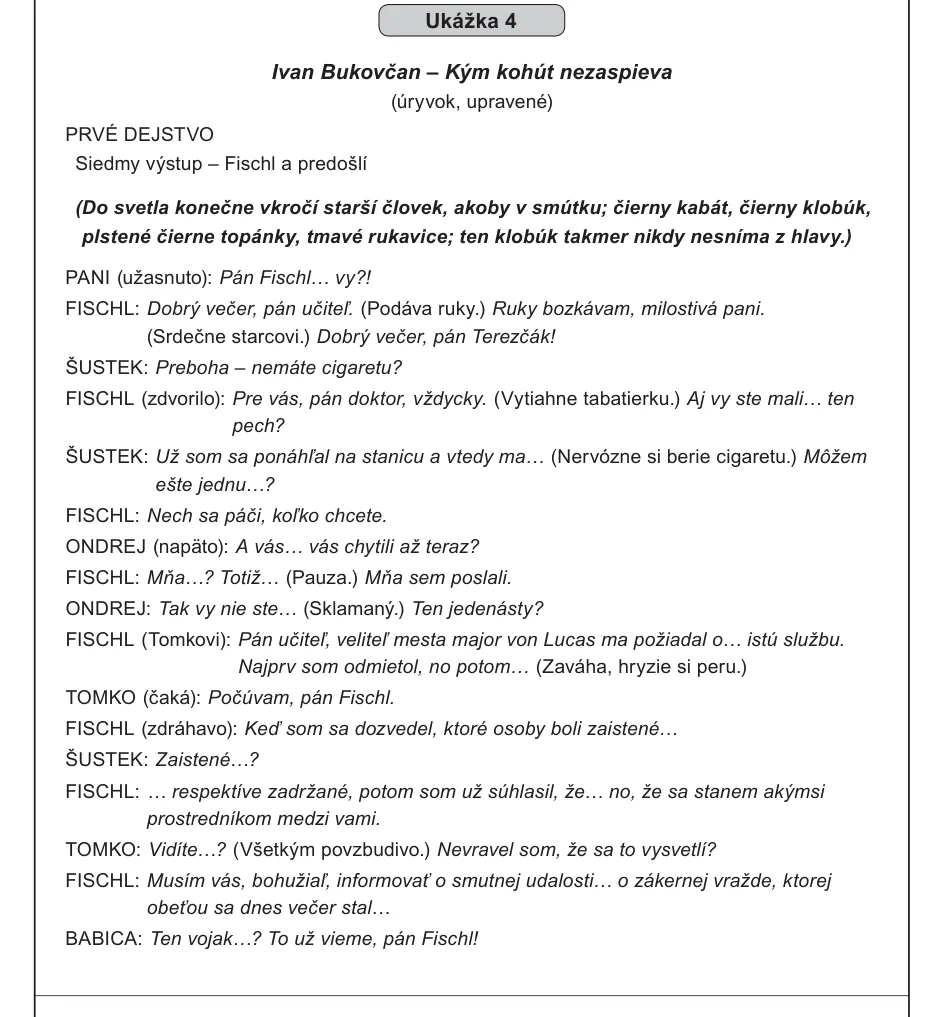 Ukážka 4
Ivan Bukovčan – Kým kohút nezaspieva
(úryvok, upravené)
PRVÉ DEJSTVO
Siedmy výstup – Fischl a predošlí
(Do svetla konečne vkročí starší človek, akoby v smútku; čierny kabát, čierny klobúk,
plstené čierne topánky, tmavé rukavice; ten klobúk takmer nikdy nesníma z hlavy.)
PANI (užasnuto): Pán Fischl… vy?!
FISCHL: Dobrý večer, pán učiteľ. (Podáva ruky.) Ruky bozkávam, milostivá pani.
(Srdečne starcovi.) Dobrý večer, pán Terezčák!
ŠUSTEK: Preboha – nemáte cigaretu?
FISCHL (zdvorilo): Pre vás, pán doktor, vždycky. (Vytiahne tabatierku.) Aj vy ste mali… ten
pech?
ŠUSTEK: Už som sa ponáhľal na stanicu a vtedy ma… (Nervózne si berie cigaretu.) Môžem
ešte jednu…?
FISCHL: Nech sa páči, koľko chcete.
ONDREJ (napäto): A vás… vás chytili až teraz?
FISCHL: Mňa…? Totiž… (Pauza.) Mňa sem poslali.
ONDREJ: Tak vy nie ste… (Sklamaný.) Ten jedenásty?
FISCHL (Tomkovi): Pán učiteľ, veliteľ mesta major von Lucas ma požiadal o… istú službu.
Najprv som odmietol, no potom… (Zaváha, hryzie si peru.)
TOMKO (čaká): Počúvam, pán Fischl.
FISCHL (zdráhavo): Keď som sa dozvedel, ktoré osoby boli zaistené…
ŠUSTEK: Zaistené…?
FISCHL: … respektíve zadržané, potom som už súhlasil, že… no, že sa stanem akýmsi
prostredníkom medzi vami.
TOMKO: Vidíte…? (Všetkým povzbudivo.) Nevravel som, že sa to vysvetlí?
FISCHL: Musím vás, bohužiaľ, informovať o smutnej udalosti… o zákernej vražde, ktorej
obeťou sa dnes večer stal…
BABICA: Ten vojak…? To už vieme, pán Fischl!